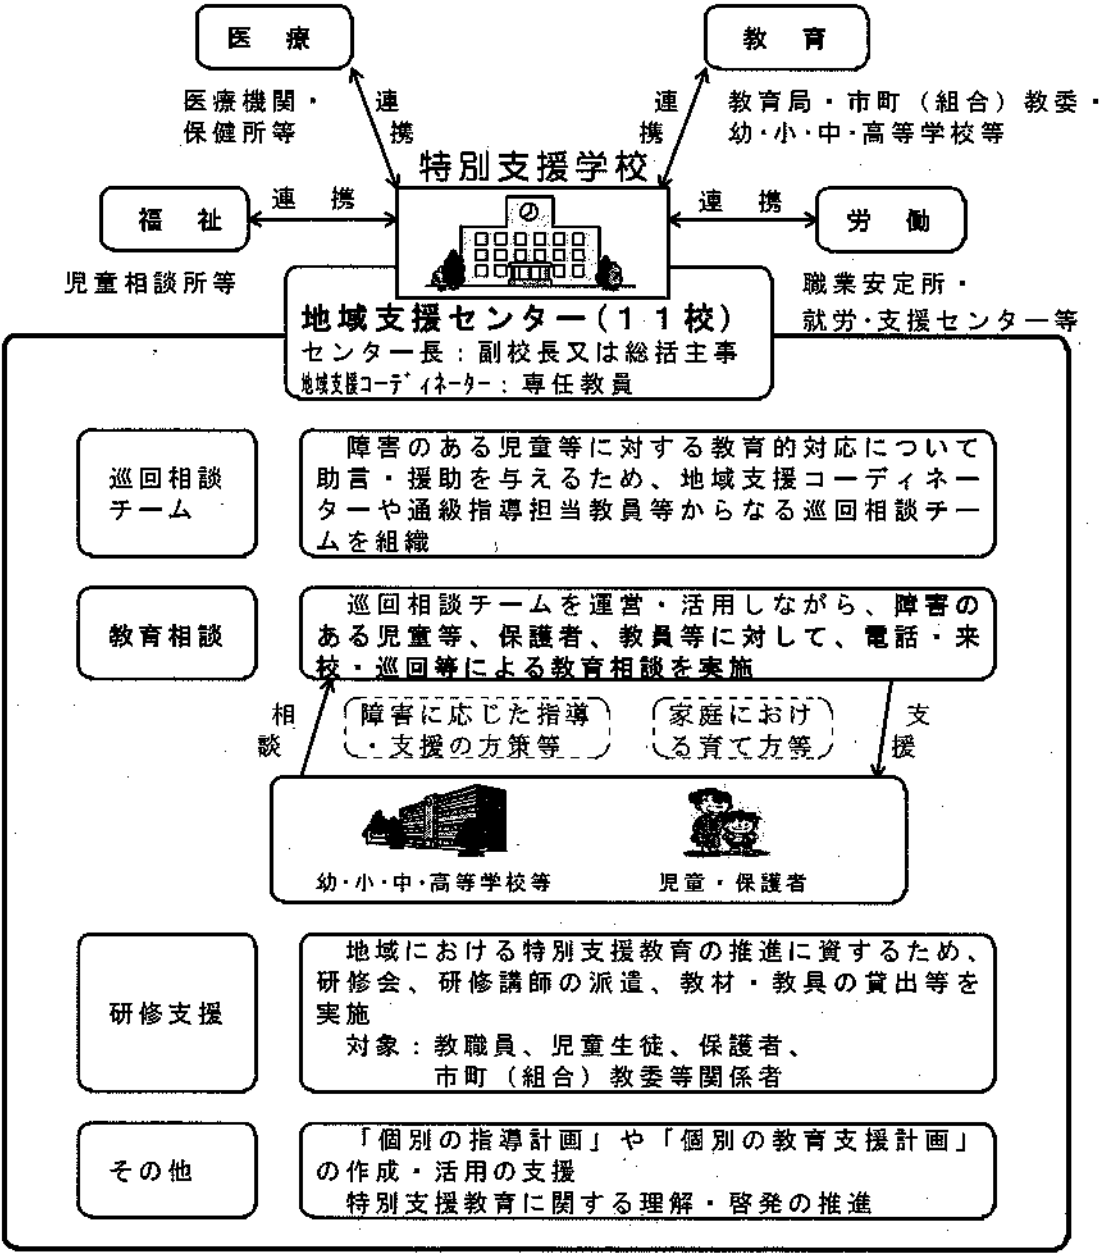 医療
教育
医療機関・
保健所等
連携
連携
教育局・市町（組合）教委・
幼・小・中・高等学校等
特別支援学校
福祉
連携
連携
労働
児童相談所等
職業安定所・
就労・支援センター等
地域支援センター（１１校）
センター長：副校長又は総括主事
地域支援コーディネーター：専任教員
巡回相談
チーム
障害のある児童等に対する教育的対応について
助言・援助を与えるため、地域支援コーディネー
ターや通級指導担当教員等からなる巡回相談チー
ムを組織
教育相談
巡回相談チームを運営・活用しながら、障害の
ある児童等、保護者、教員等に対して、電話・来
校・巡回等による教育相談を実施
相談
障害に応じた指導
・支援の方策等
家庭におけ
る育て方等
支援
幼・小・中・高等学校等
児童・保護者
研修支援
地域における特別支援教育の推進に資するため、
研修会、研修講師の派遣、教材・教具の貸出等を
実施
対象：教職員、児童生徒、保護者、
市町（組合）教委等関係者
その他
「個別の指導計画」や「個別の教育支援計画」
の作成・活用の支援
特別支援教育に関する理解・啓発の推進